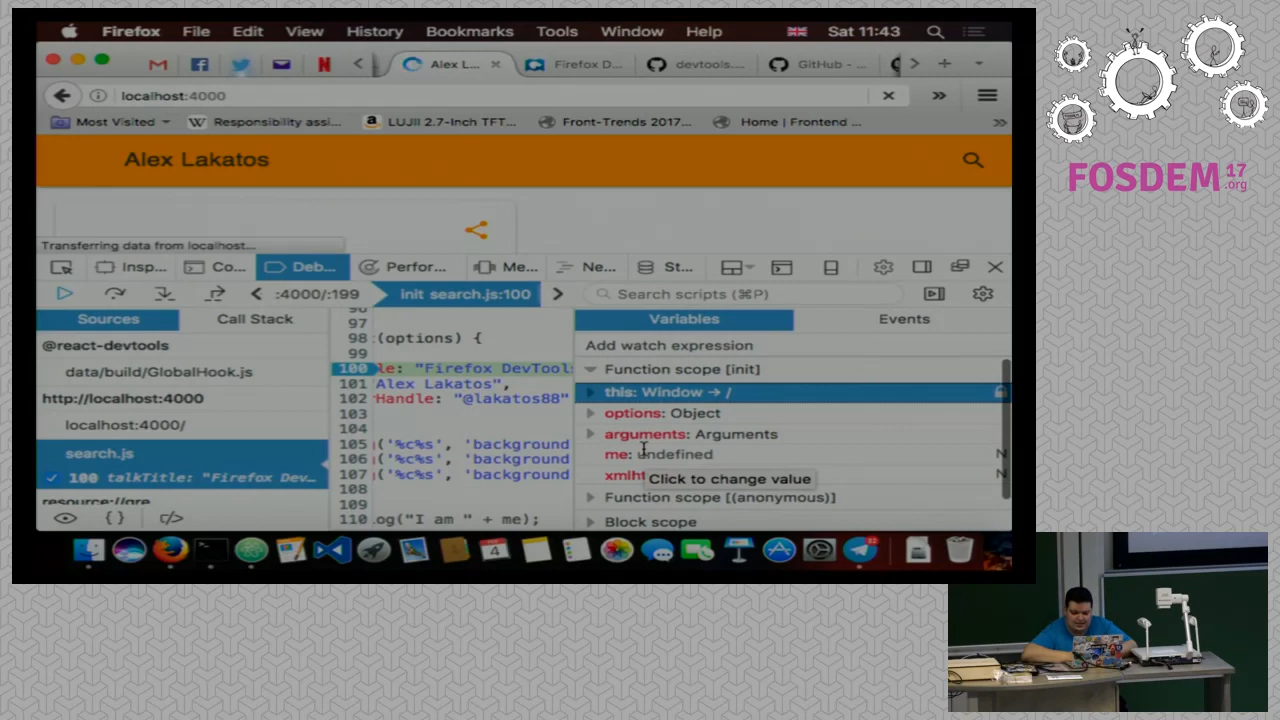 Firefox File Edit View History Bookmarks Tools Window Help Sat 11:43
Alex L... Firefox D... devtools.... GitHub - ...
localhost:4000
Most Visited Responsibility assi... LUJII 2.7-Inch TFT... Front-Trends 2017... Home | Frontend ...
Alex Lakatos
Transferring data from localhost...
Insp... Co... Deb... Perfor... Me... Ne... St...
:4000/:199 init search.js:100 Search scripts (⌘P)
Sources Call Stack Variables Events
@react-devtools
data/build/GlobalHook.js
http://localhost:4000
localhost:4000/
search.js
100 talkTitle: "Firefox Dev...
96
97
98 (options) {
99
100 le: "Firefox DevTools
101 Alex Lakatos",
102 Handle: "@lakatos88"
103
104
105 ('%c%s', 'background
106 ('%c%s', 'background
107 ('%c%s', 'background
108
109
110 .og("I am " + me);
Add watch expression
Function scope [init]
this: Window → /
options: Object
arguments: Arguments
me: undefined
xmlht
Click to change value
Function scope [(anonymous)]
Block scope
FOSDEM 17
.org